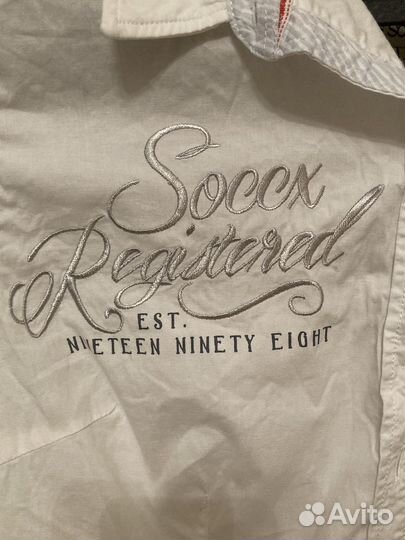 Soccx
Registered
EST.
NINETEEN NINETY EIGHT
Avito